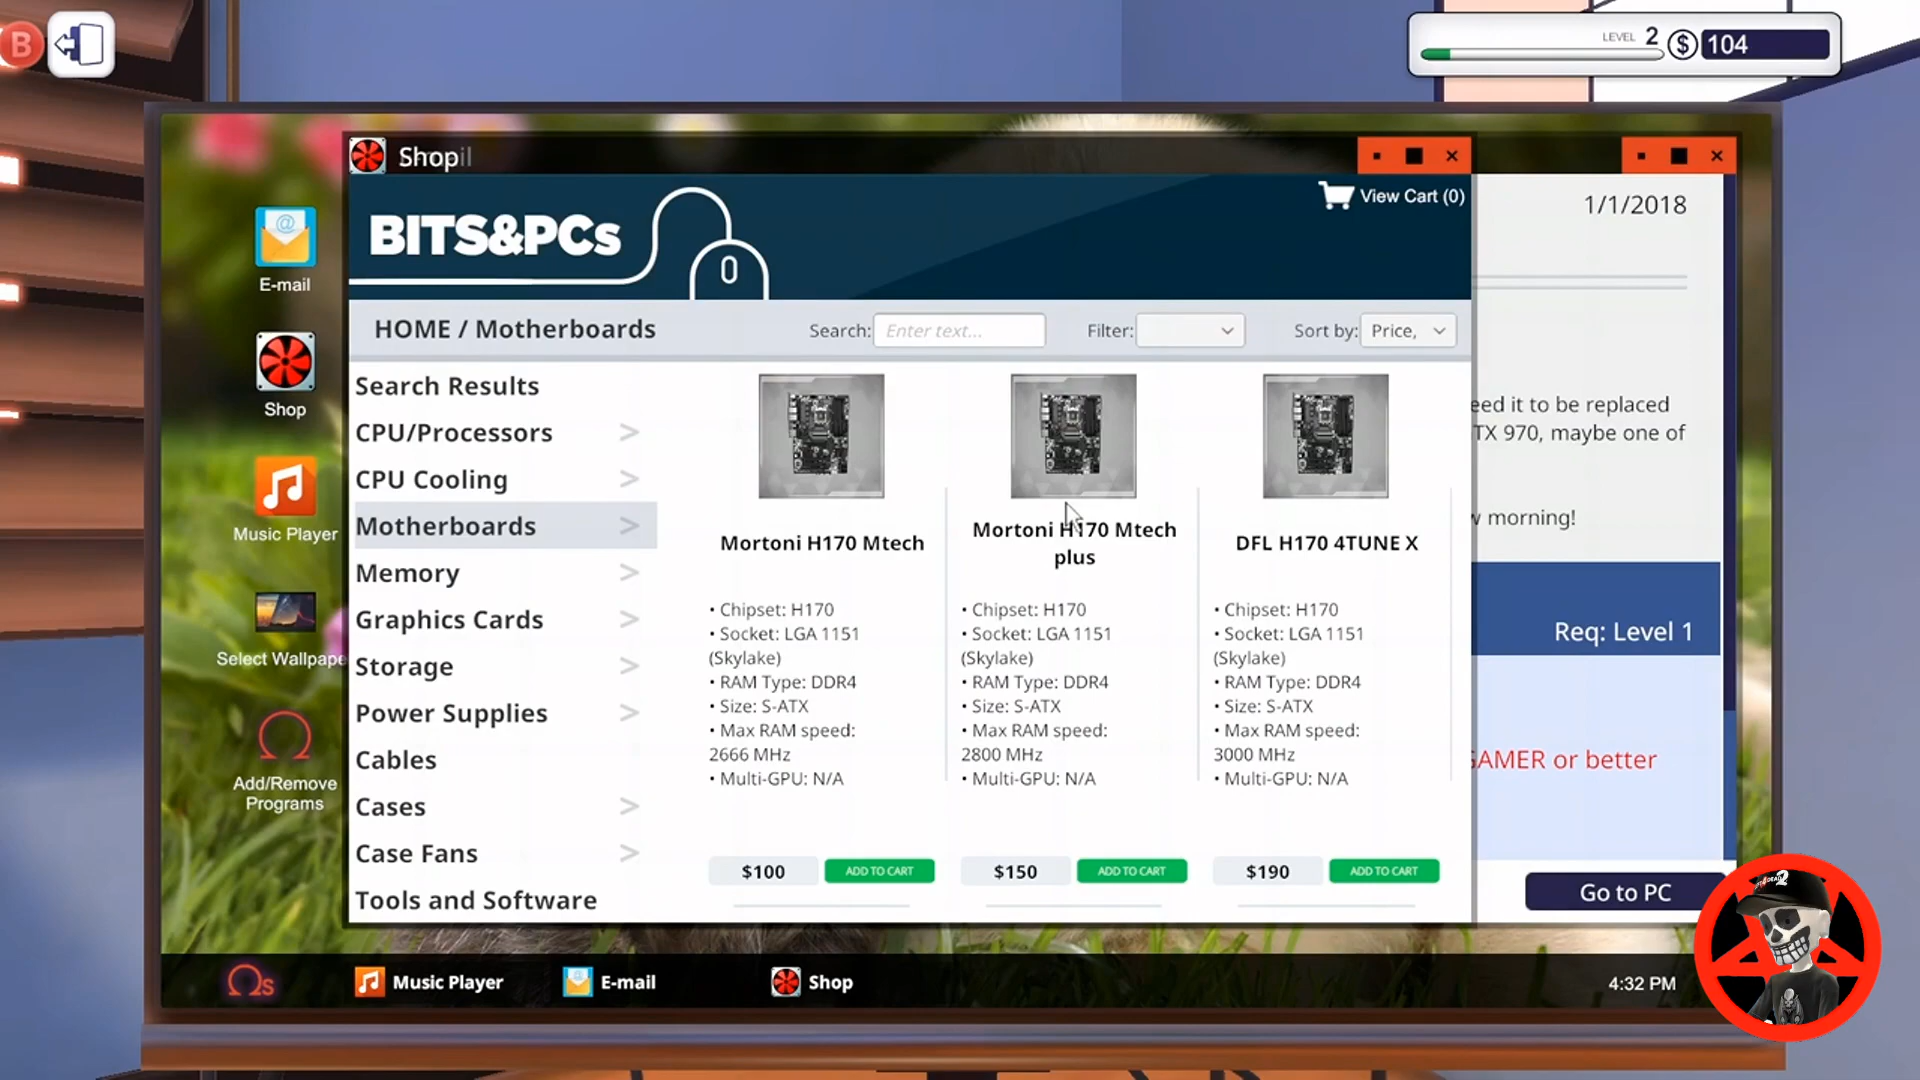 B
LEVEL 2 $ 104
Shop
View Cart (0)
BITS&PCs
1/1/2018
HOME / Motherboards
Search: Enter text...
Filter:
Sort by: Price,
E-mail
Shop
Music Player
Select Wallpape
Add/Remove
Programs
Search Results
CPU/Processors >
CPU Cooling >
Motherboards >
Memory >
Graphics Cards >
Storage >
Power Supplies >
Cables
Cases >
Case Fans >
Tools and Software
Mortoni H170 Mtech
• Chipset: H170
• Socket: LGA 1151
(Skylake)
• RAM Type: DDR4
• Size: S-ATX
• Max RAM speed:
2666 MHz
• Multi-GPU: N/A
$100
ADD TO CART
Mortoni H170 Mtech
plus
• Chipset: H170
• Socket: LGA 1151
(Skylake)
• RAM Type: DDR4
• Size: S-ATX
• Max RAM speed:
2800 MHz
• Multi-GPU: N/A
$150
ADD TO CART
DFL H170 4TUNE X
• Chipset: H170
• Socket: LGA 1151
(Skylake)
• RAM Type: DDR4
• Size: S-ATX
• Max RAM speed:
3000 MHz
• Multi-GPU: N/A
$190
ADD TO CART
eed it to be replaced
TX 970, maybe one of
w morning!
Req: Level 1
GAMER or better
Go to PC
Ωs
Music Player
E-mail
Shop
4:32 PM